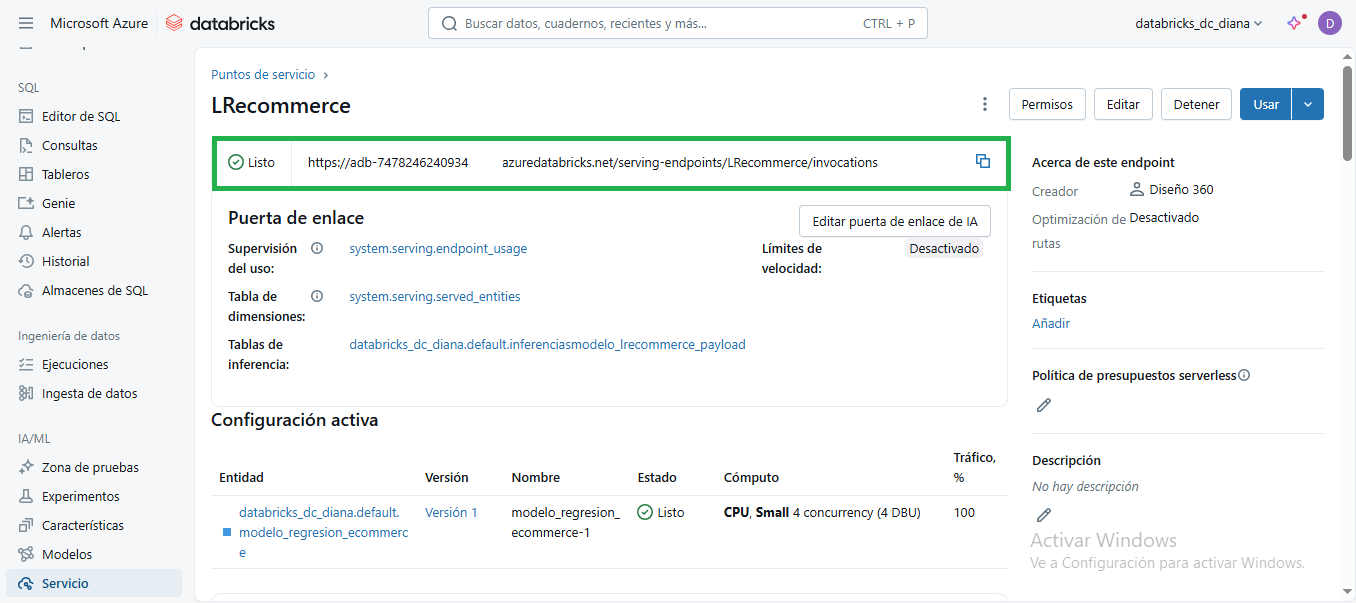 Microsoft Azure databricks
Buscar datos, cuadernos, recientes y más... CTRL + P
databricks_dc_diana
D
SQL
Editor de SQL
Consultas
Tableros
Genie
Alertas
Historial
Almacenes de SQL
Ingeniería de datos
Ejecuciones
Ingesta de datos
IA/ML
Zona de pruebas
Experimentos
Características
Modelos
Servicio
Puntos de servicio ›
LRecommerce
Permisos Editar Detener Usar
Listo https://adb-7478246240934 azuredatabricks.net/serving-endpoints/LRecommerce/invocations
Puerta de enlace
Editar puerta de enlace de IA
Supervisión del uso: system.serving.endpoint_usage
Límites de velocidad: Desactivado
Tabla de dimensiones: system.serving.served_entities
Tablas de inferencia: databricks_dc_diana.default.inferenciasmodelo_lrecommerce_payload
Configuración activa
Entidad Versión Nombre Estado Cómputo Tráfico, %
databricks_dc_diana.default.modelo_regresion_ecommerce Versión 1 modelo_regresion_ecommerce-1 Listo CPU, Small 4 concurrency (4 DBU) 100
Acerca de este endpoint
Creador Diseño 360
Optimización de rutas Desactivado
Etiquetas
Añadir
Política de presupuestos serverless
Descripción
No hay descripción
Activar Windows
Ve a Configuración para activar Windows.